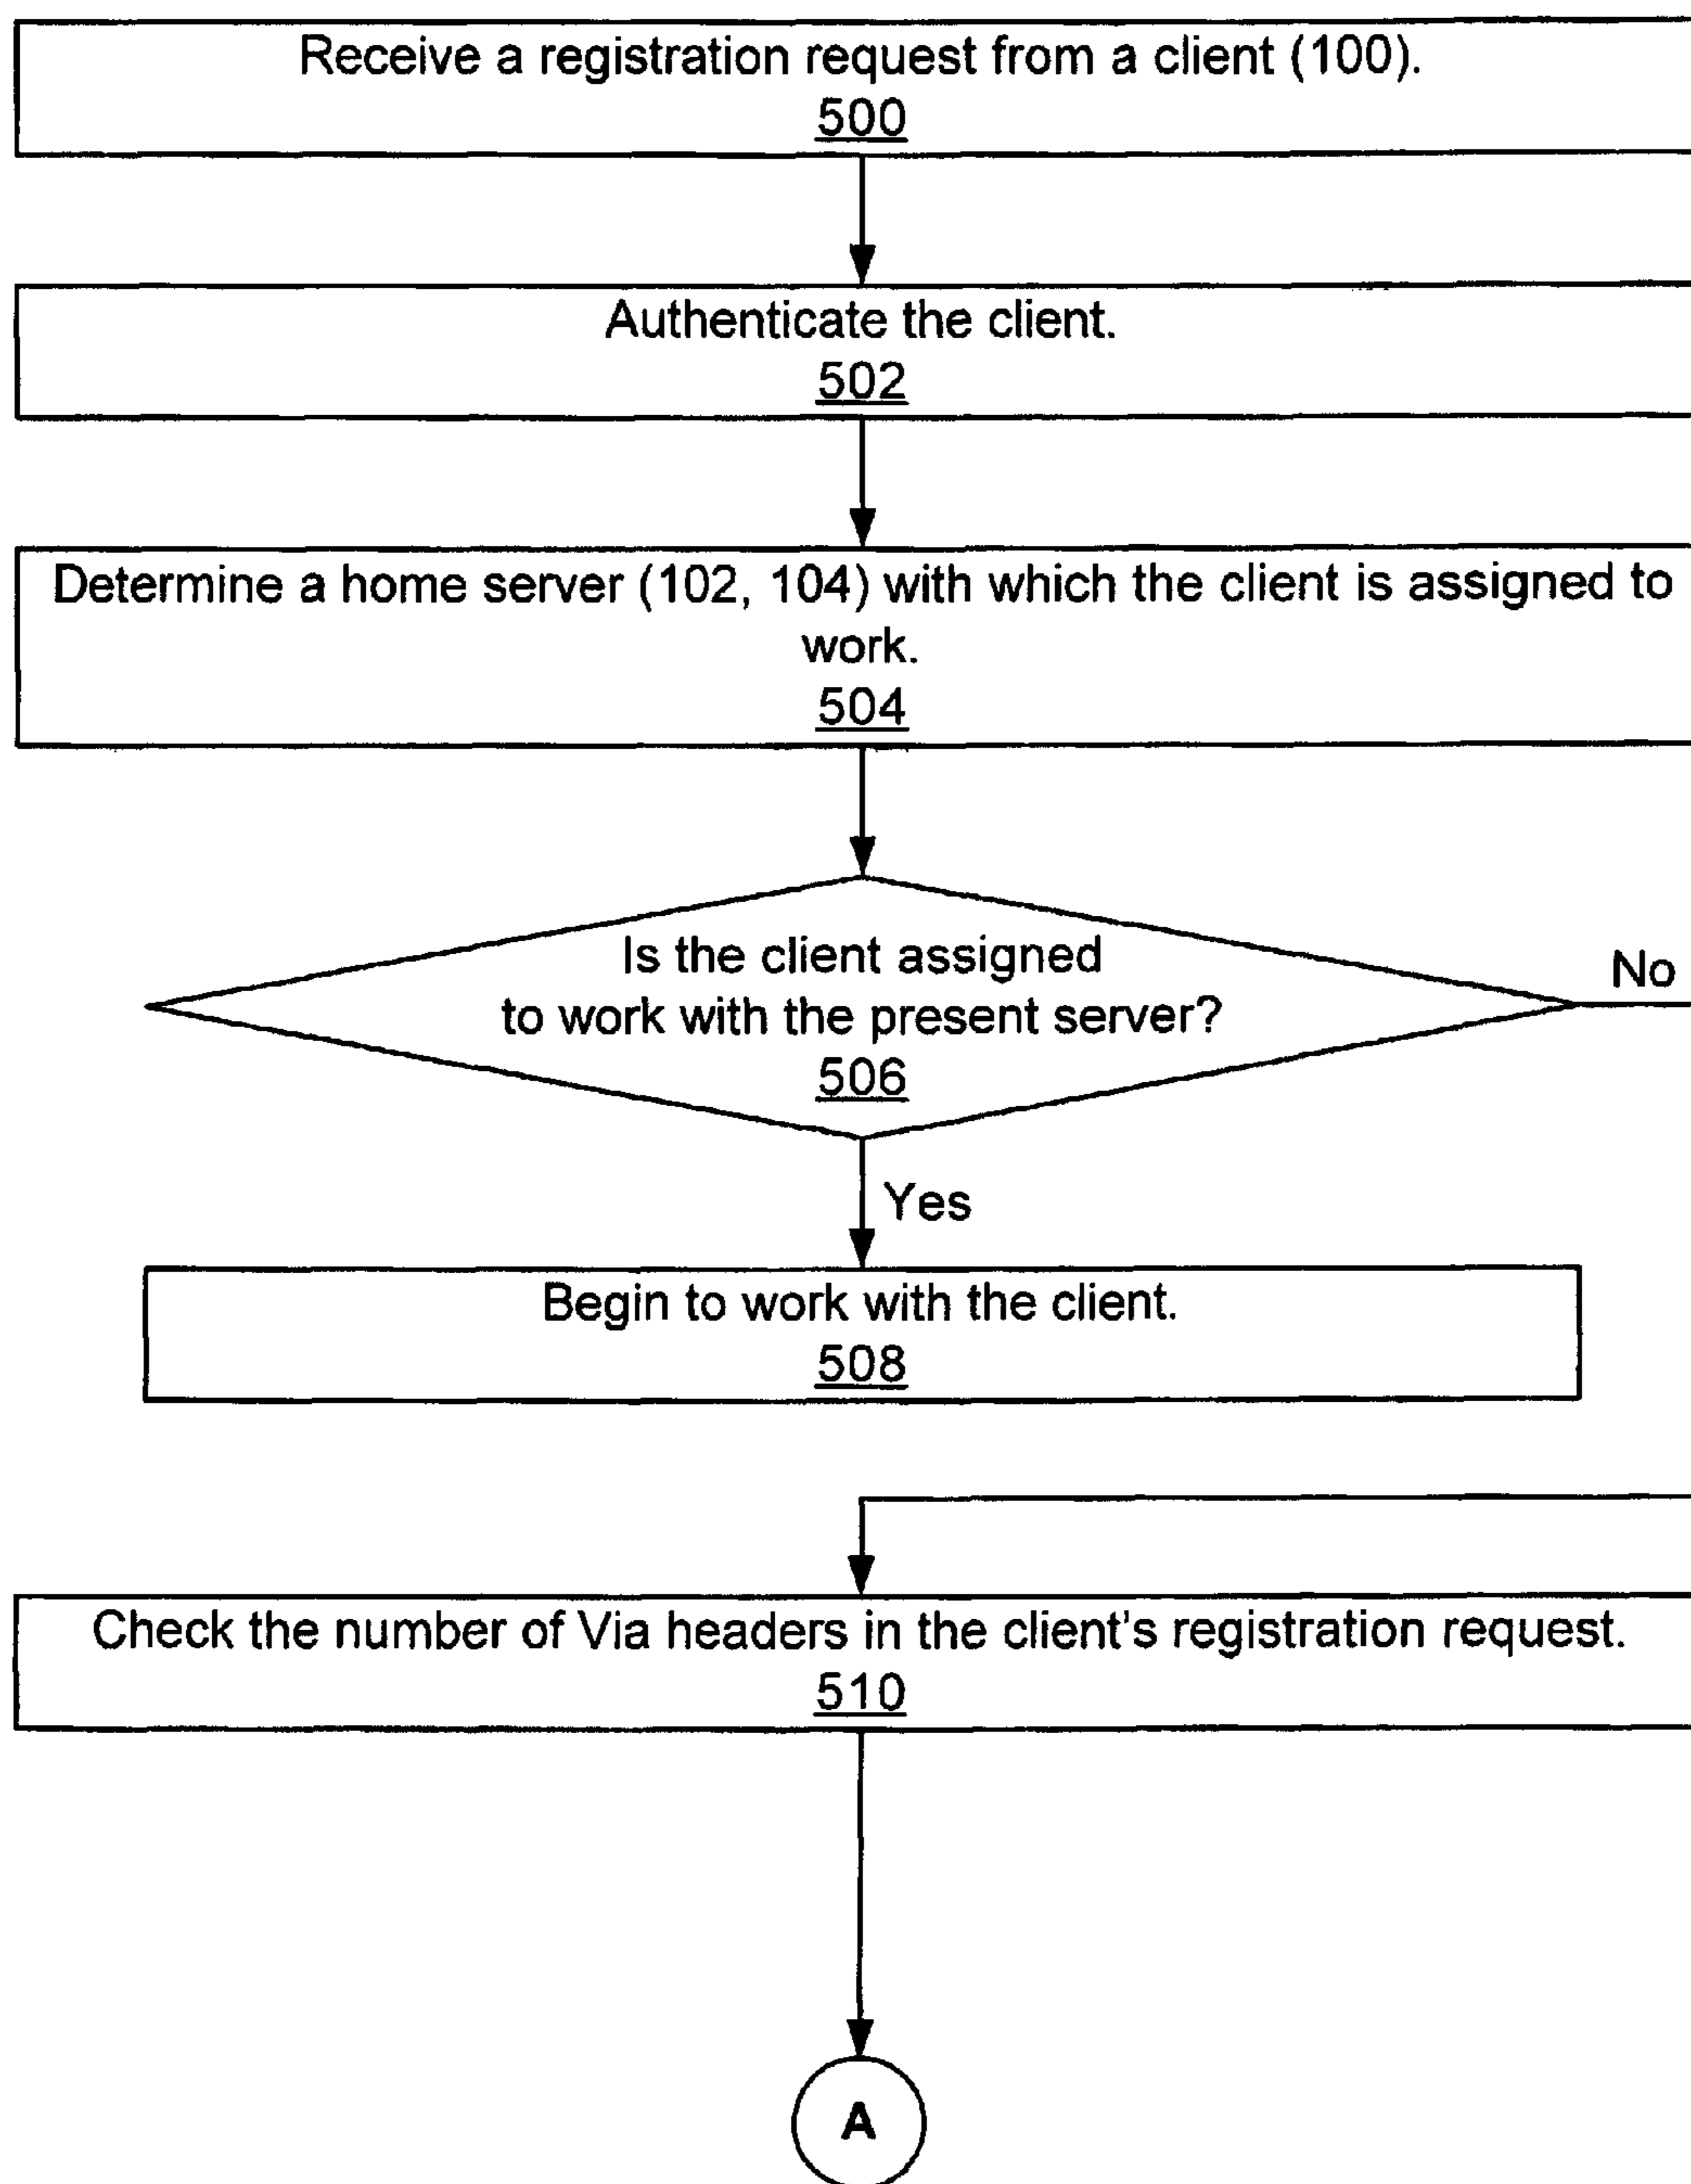 Receive a registration request from a client (100).
500
Authenticate the client.
502
Determine a home server (102, 104) with which the client is assigned to
work.
504
Is the client assigned
to work with the present server?
506
No
Yes
Begin to work with the client.
508
Check the number of Via headers in the client's registration request.
510
A